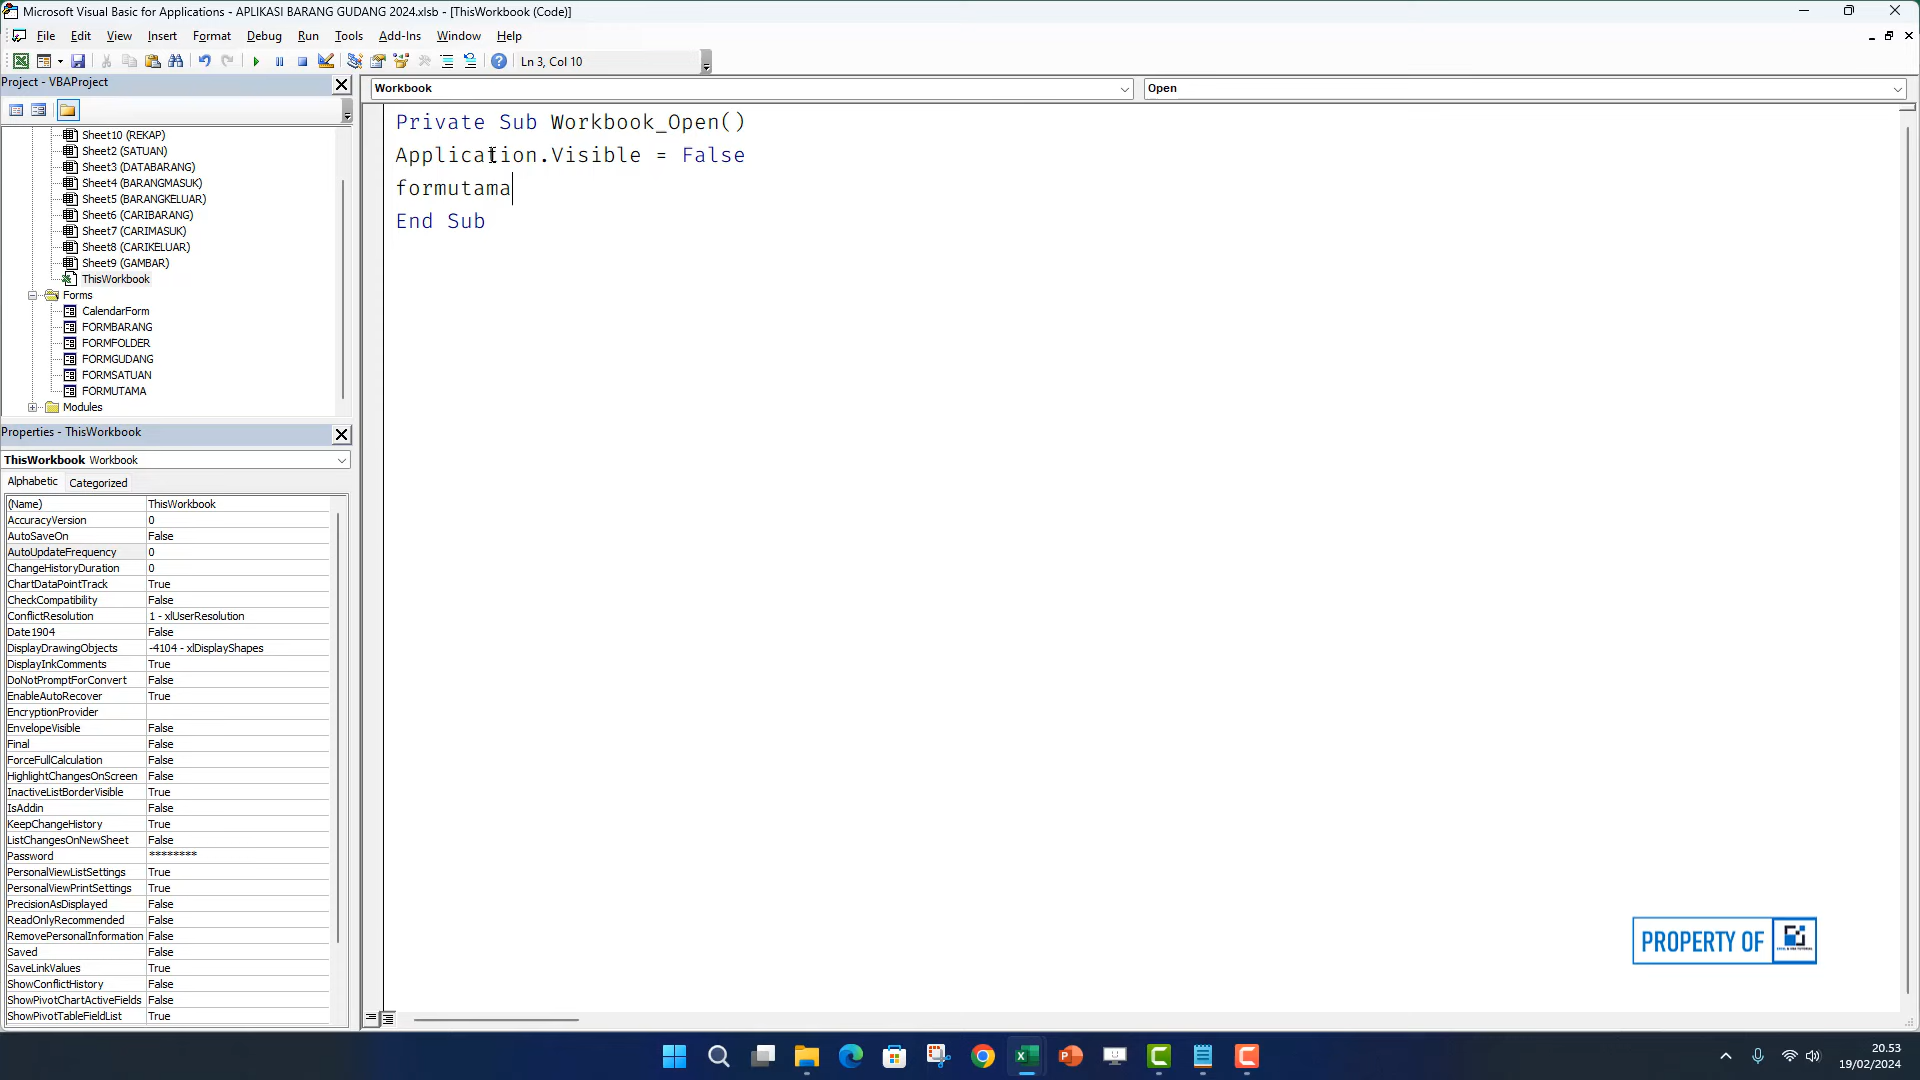 Microsoft Visual Basic for Applications - APLIKASI BARANG GUDANG 2024.xlsb - [ThisWorkbook (Code)]
File Edit View Insert Format Debug Run Tools Add-Ins Window Help
Ln 3, Col 10
Project - VBAProject
Sheet10 (REKAP)
Sheet2 (SATUAN)
Sheet3 (DATABARANG)
Sheet4 (BARANGMASUK)
Sheet5 (BARANGKELUAR)
Sheet6 (CARIBARANG)
Sheet7 (CARIMASUK)
Sheet8 (CARIKELUAR)
Sheet9 (GAMBAR)
ThisWorkbook
Forms
CalendarForm
FORMBARANG
FORMFOLDER
FORMGUDANG
FORMSATUAN
FORMUTAMA
Modules
Properties - ThisWorkbook
ThisWorkbook Workbook
Alphabetic Categorized
(Name) ThisWorkbook
AccuracyVersion 0
AutoSaveOn False
AutoUpdateFrequency 0
ChangeHistoryDuration 0
ChartDataPointTrack True
CheckCompatibility False
ConflictResolution 1 - xlUserResolution
Date1904 False
DisplayDrawingObjects -4104 - xlDisplayShapes
DisplayInkComments True
DoNotPromptForConvert False
EnableAutoRecover True
EncryptionProvider
EnvelopeVisible False
Final False
ForceFullCalculation False
HighlightChangesOnScreen False
InactiveListBorderVisible True
IsAddin False
KeepChangeHistory True
ListChangesOnNewSheet False
Password ********
PersonalViewListSettings True
PersonalViewPrintSettings True
PrecisionAsDisplayed False
ReadOnlyRecommended False
RemovePersonalInformation False
Saved False
SaveLinkValues True
ShowConflictHistory False
ShowPivotChartActiveFields False
ShowPivotTableFieldList True
Workbook Open
Private Sub Workbook_Open()
Application.Visible = False
formutama
End Sub
PROPERTY OF
20.53
19/02/2024